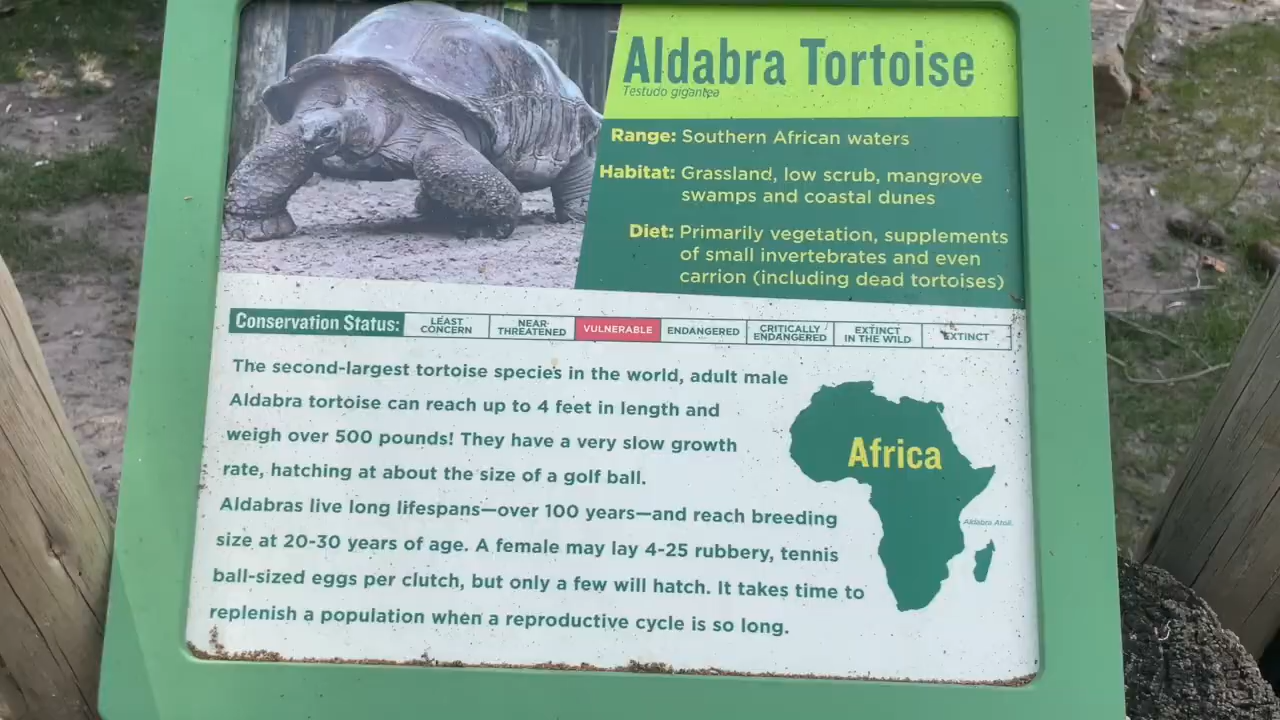 Aldabra Tortoise
Testudo gigantea
Range: Southern African waters
Habitat: Grassland, low scrub, mangrove
swamps and coastal dunes
Diet: Primarily vegetation, supplements
of small invertebrates and even
carrion (including dead tortoises)
Conservation Status:
LEAST
CONCERN
NEAR-
THREATENED
VULNERABLE
ENDANGERED
CRITICALLY
ENDANGERED
EXTINCT
IN THE WILD
EXTINCT
The second-largest tortoise species in the world, adult male
Aldabra tortoise can reach up to 4 feet in length and
weigh over 500 pounds! They have a very slow growth
rate, hatching at about the size of a golf ball.
Aldabras live long lifespans—over 100 years—and reach breeding
size at 20-30 years of age. A female may lay 4-25 rubbery, tennis
ball-sized eggs per clutch, but only a few will hatch. It takes time to
replenish a population when a reproductive cycle is so long.
Africa
Aldabra Atoll